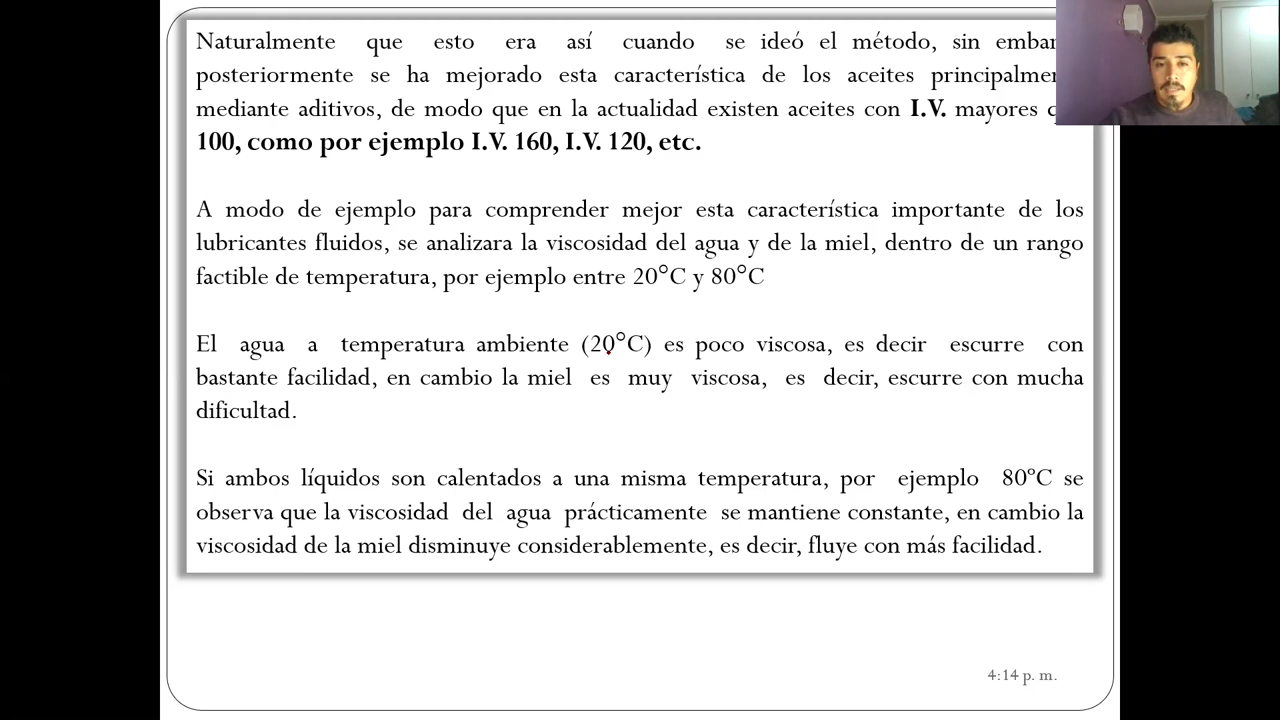 Naturalmente que esto era así cuando se ideó el método, sin
posteriormente se ha mejorado esta característica de los aceites
mediante aditivos, de modo que en la actualidad existen aceites con I.V. mayores
100, como por ejemplo I.V. 160, I.V. 120, etc.
A modo de ejemplo para comprender mejor esta característica importante de los
lubricantes fluidos, se analizara la viscosidad del agua y de la miel, dentro de un rango
factible de temperatura, por ejemplo entre 20°C y 80°C
El agua a temperatura ambiente (20°C) es poco viscosa, es decir escurre con
bastante facilidad, en cambio la miel es muy viscosa, es decir, escurre con mucha
dificultad.
Si ambos líquidos son calentados a una misma temperatura, por ejemplo 80ºC se
observa que la viscosidad del agua prácticamente se mantiene constante, en cambio la
viscosidad de la miel disminuye considerablemente, es decir, fluye con más facilidad.
4:14 p. m.